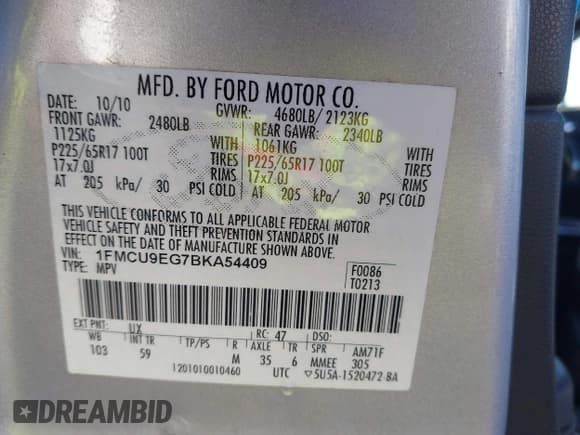 MFD. BY FORD MOTOR CO.
DATE: 10/10 GVWR: 4680LB/ 2123KG
FRONT GAWR: 2480LB REAR GAWR: 2340LB
1125KG WITH 1061KG WITH
P225/65R17 100T TIRES P225/65R17 100T TIRES
17x7.0J RIMS 17x7.0J RIMS
AT 205 kPa/ 30 PSI COLD AT 205 kPa/ 30 PSI COLD
THIS VEHICLE CONFORMS TO ALL APPLICABLE FEDERAL MOTOR
VEHICLE SAFETY AND THEFT PREVENTION STANDARDS IN
EFFECT ON THE DATE OF MANUFACTURE SHOWN ABOVE.
VIN: 1FMCU9EG7BKA54409 F0086
TYPE: MPV T0213
EXT PNT: UX RC: 47 DSO:
WB INT TR TP/PS R AXLE TR SPR AM71F
103 59 M 35 6 MMEE 305
1201010010460 UTC ▽5U5A-1520472-BA
DREAMBID